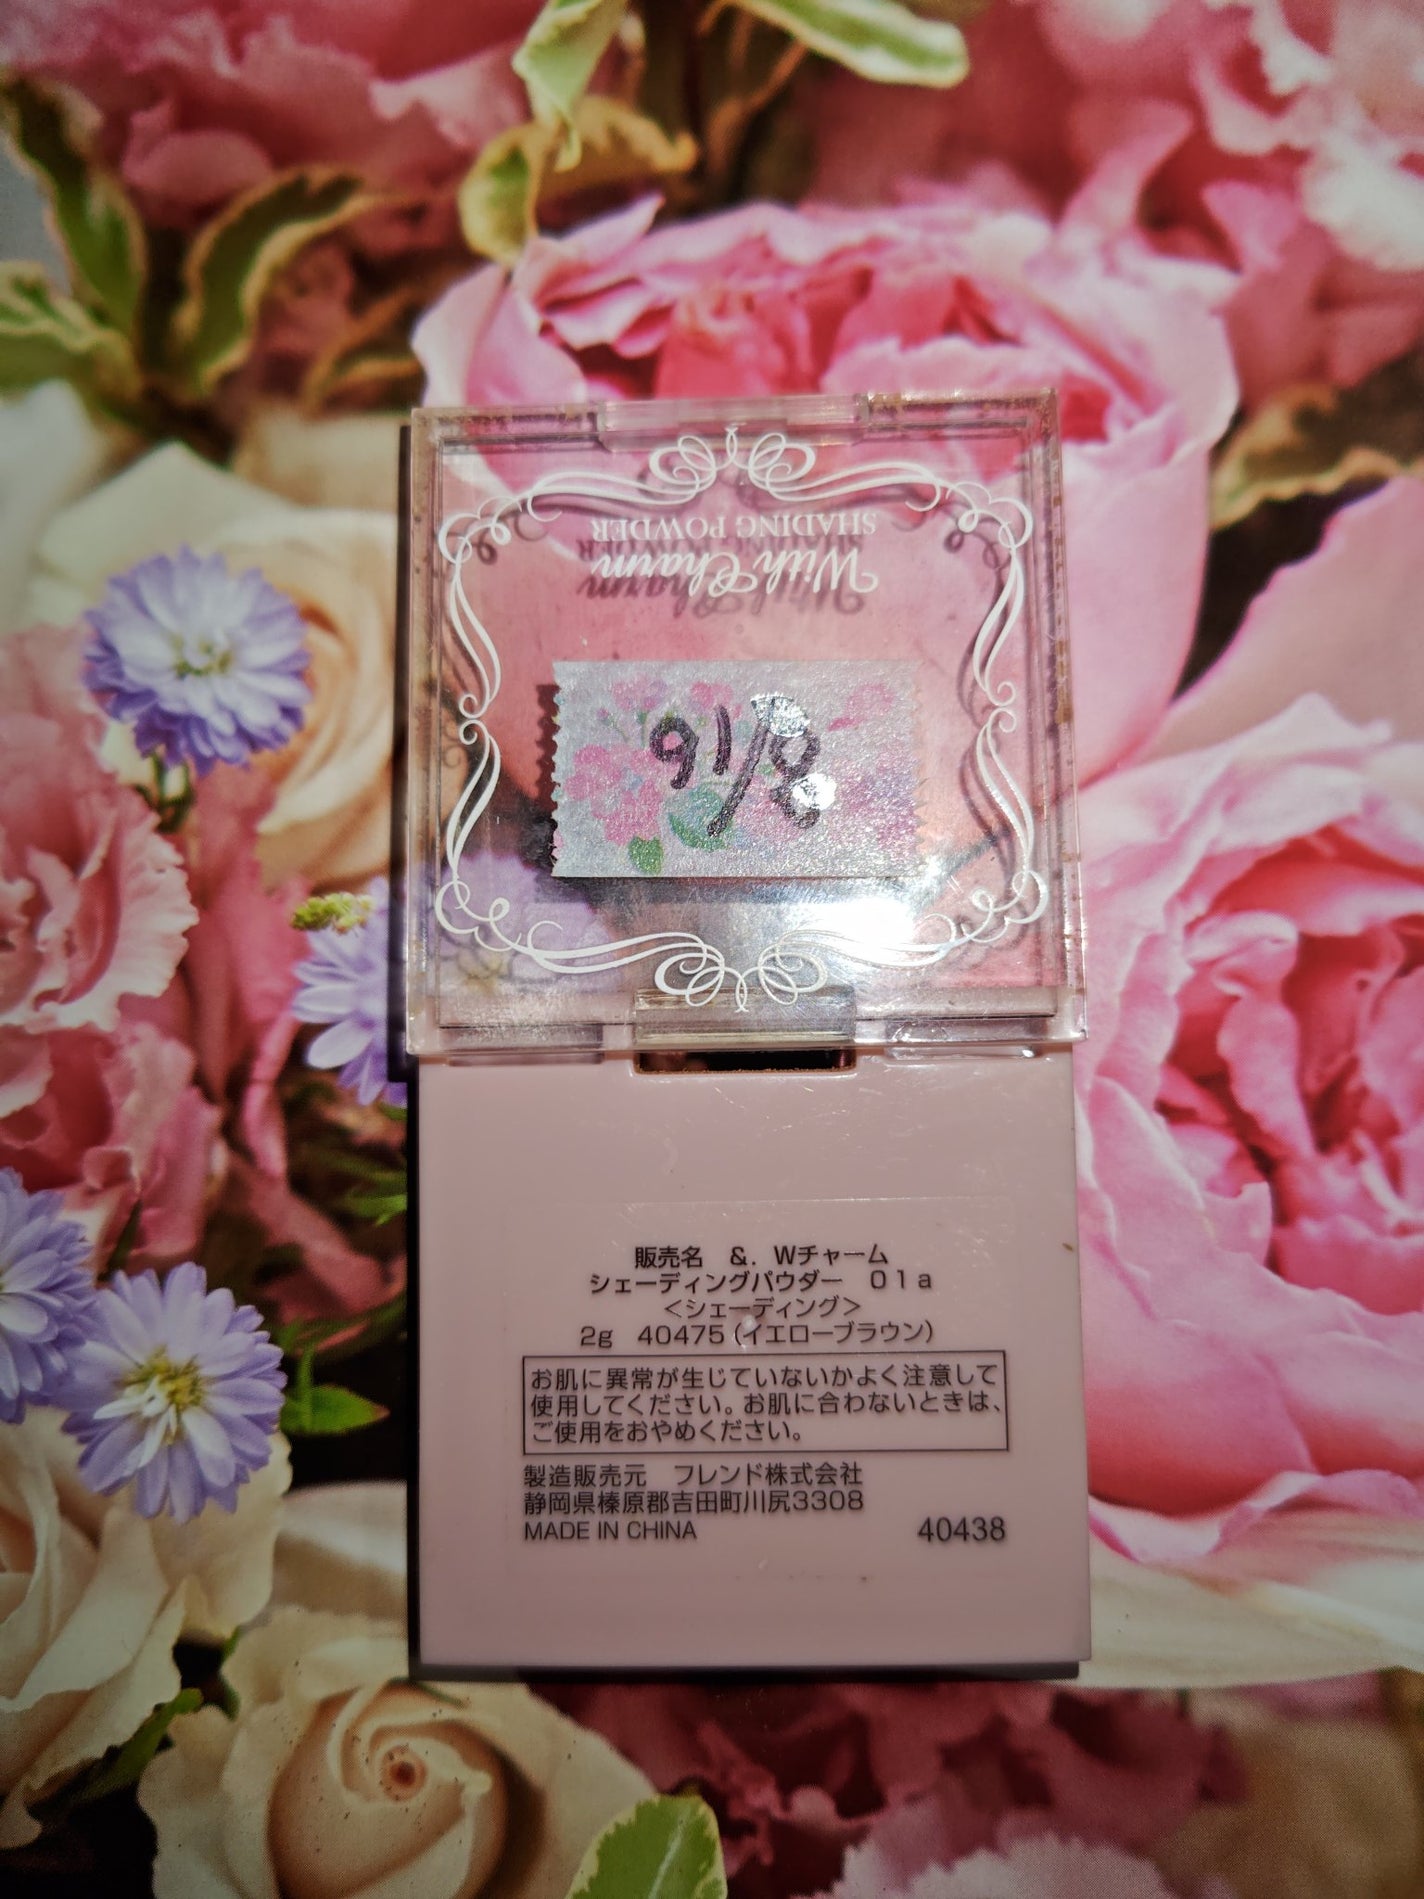 With Charm
SHADING POWDER
販売名　&.　Wチャーム
シェーディングパウダー　01a
<シェーディング>
2g　40475(イエローブラウン)
お肌に異常が生じていないかよく注意して
使用してください。お肌に合わないときは、
ご使用をおやめください。
製造販売元　フレンド株式会社
静岡県榛原郡吉田町川尻3308
MADE IN CHINA　40438